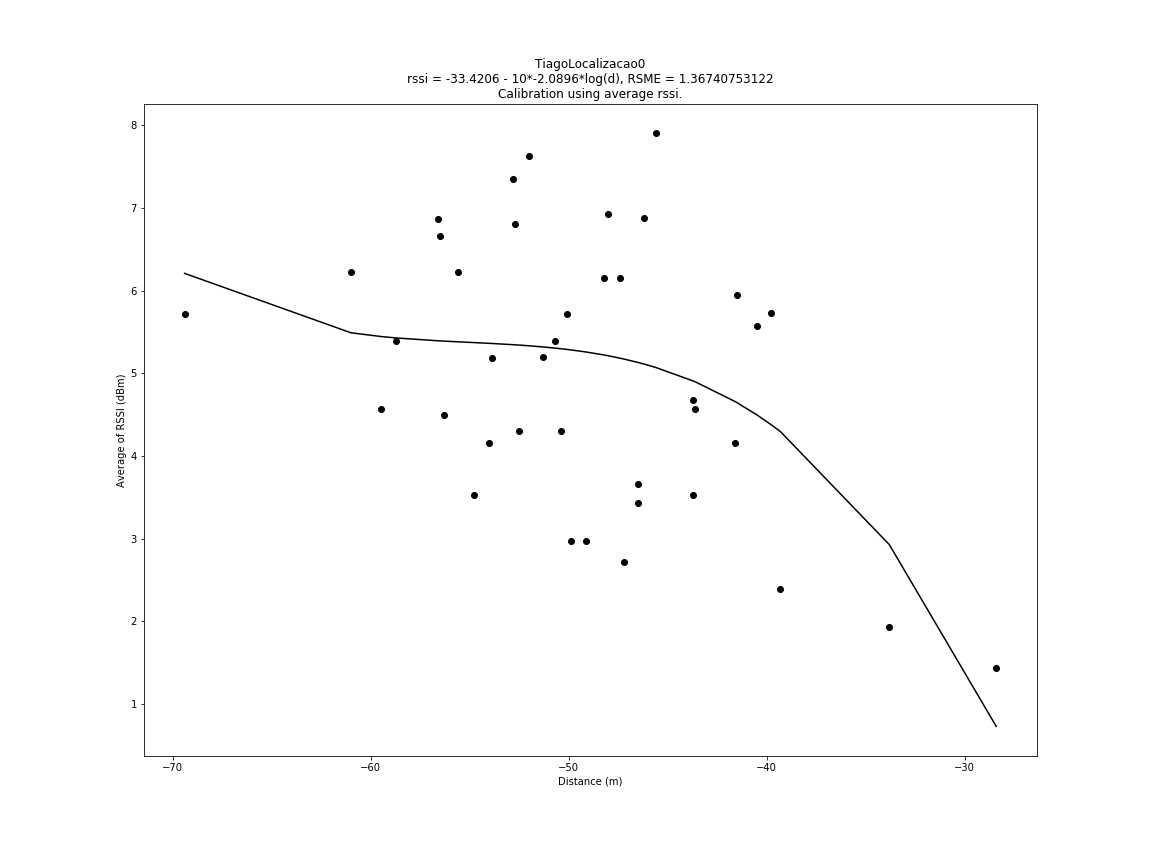 TiagoLocalizacao0
rssi = -33.4206 - 10*-2.0896*log(d), RSME = 1.36740753122
Calibration using average rssi.
8
7
6
5
4
3
2
1
Average of RSSI (dBm)
−70
−60
−50
−40
−30
Distance (m)